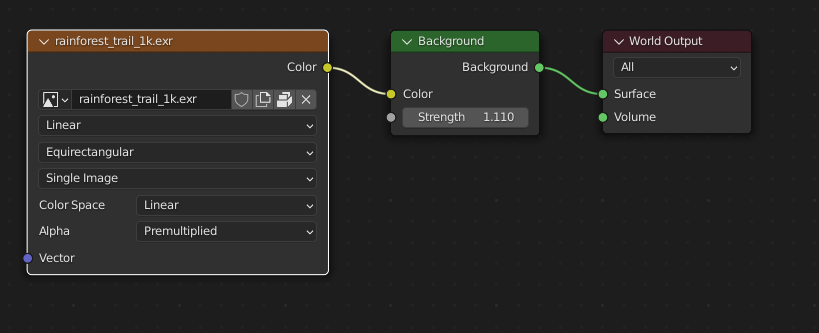 rainforest_trail_1k.exr
Color
rainforest_trail_1k.exr
Linear
Equirectangular
Single Image
Color Space Linear
Alpha Premultiplied
Vector
Background
Background
Color
Strength 1.110
World Output
All
Surface
Volume